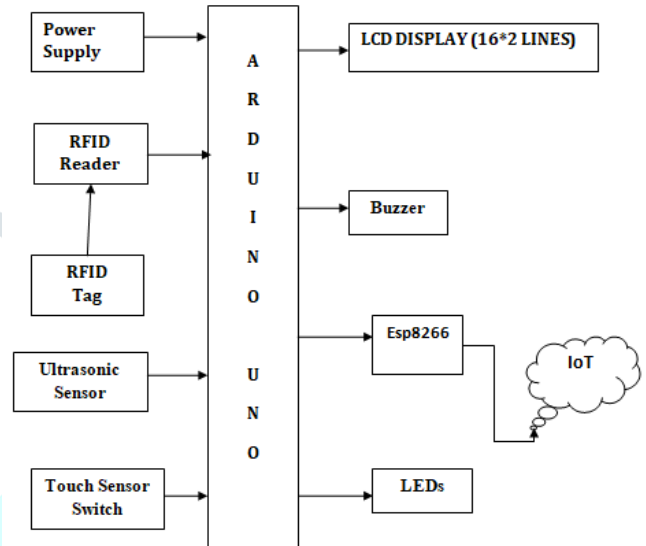 Power
Supply
RFID
Reader
RFID
Tag
Ultrasonic
Sensor
Touch Sensor
Switch
A
R
D
U
I
N
O
U
N
O
LCD DISPLAY (16*2 LINES)
Buzzer
Esp8266
IoT
LEDs